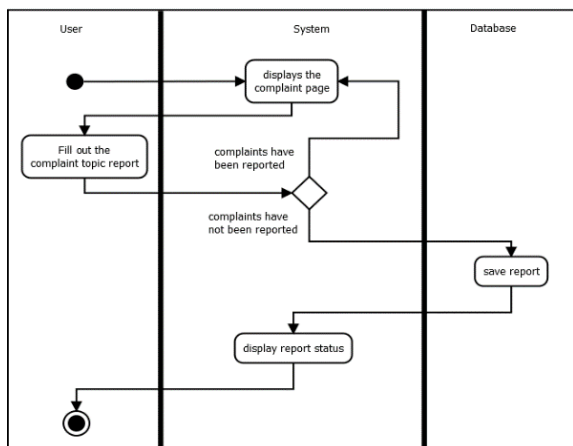 User
System
Database
displays the
complaint page
Fill out the
complaint topic report
complaints have
been reported
complaints have
not been reported
save report
display report status